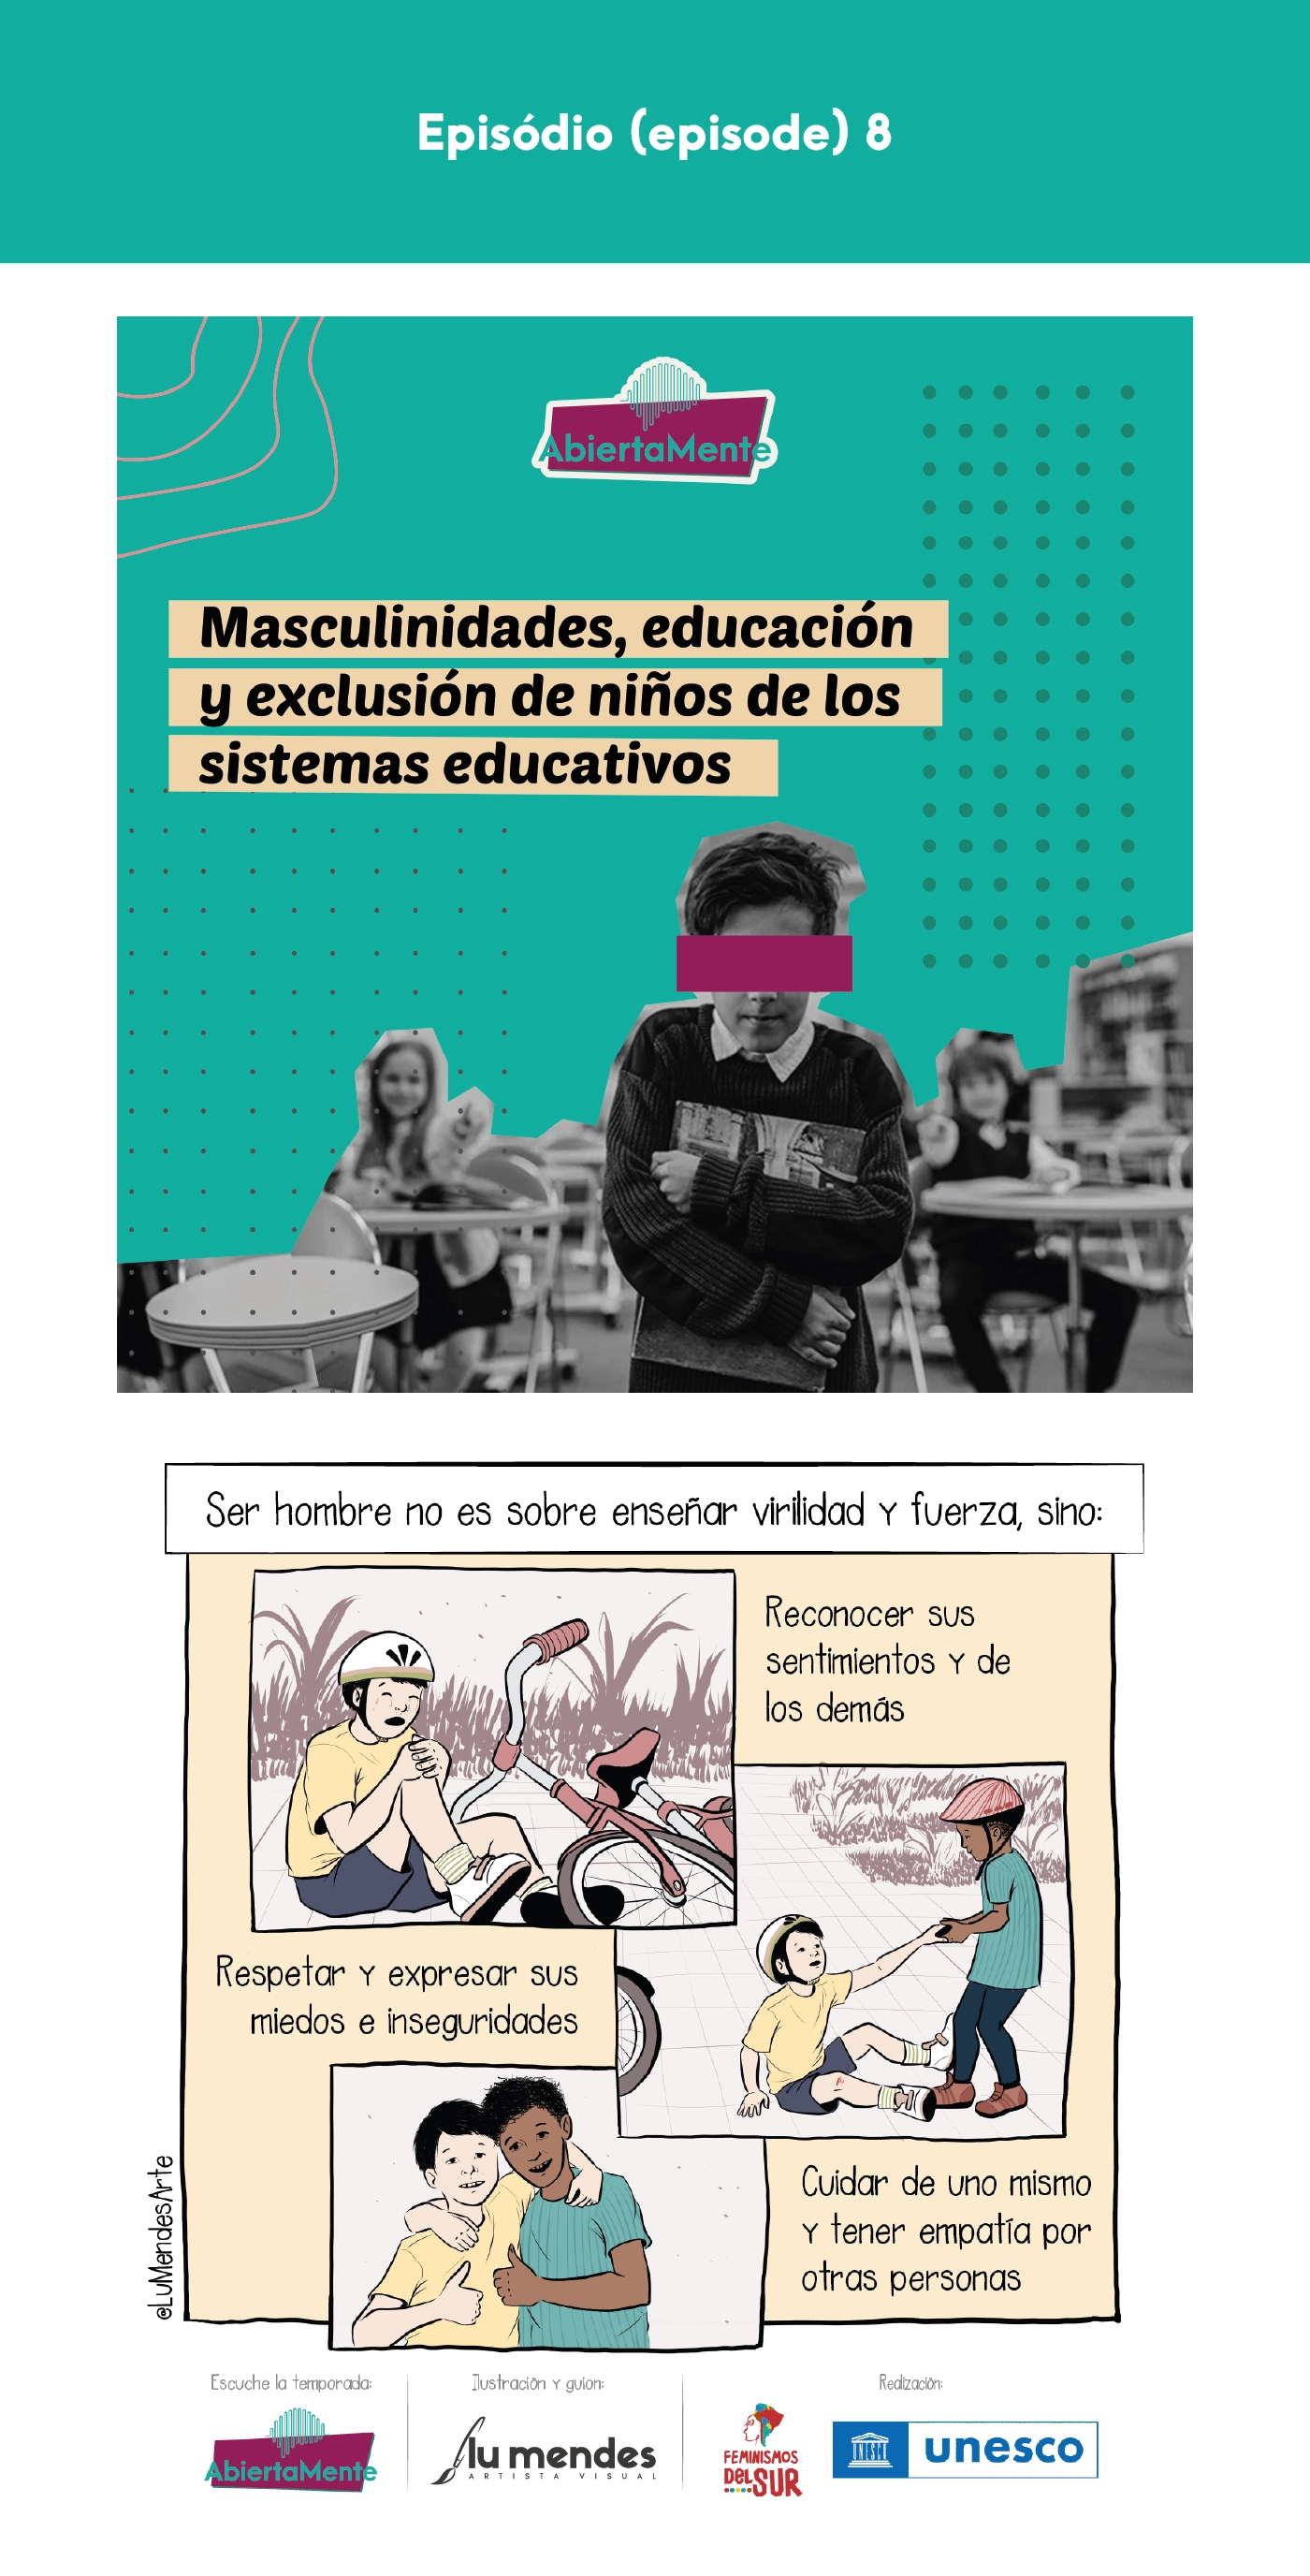 Episódio (episode) 8
AbiertaMente
Masculinidades, educación
y exclusión de niños de los
sistemas educativos
Ser hombre no es sobre enseñar virilidad y fuerza, sino:
Reconocer sus
sentimientos y de
los demás
Respetar y expresar sus
miedos e inseguridades
Cuidar de uno mismo
y tener empatía por
otras personas
@LuMendesArte
Escuche la temporada:
AbiertaMente
Ilustración y guion:
lu mendes
ARTISTA VISUAL
Realización:
FEMINISMOS
DEL SUR
UNESCO
unesco